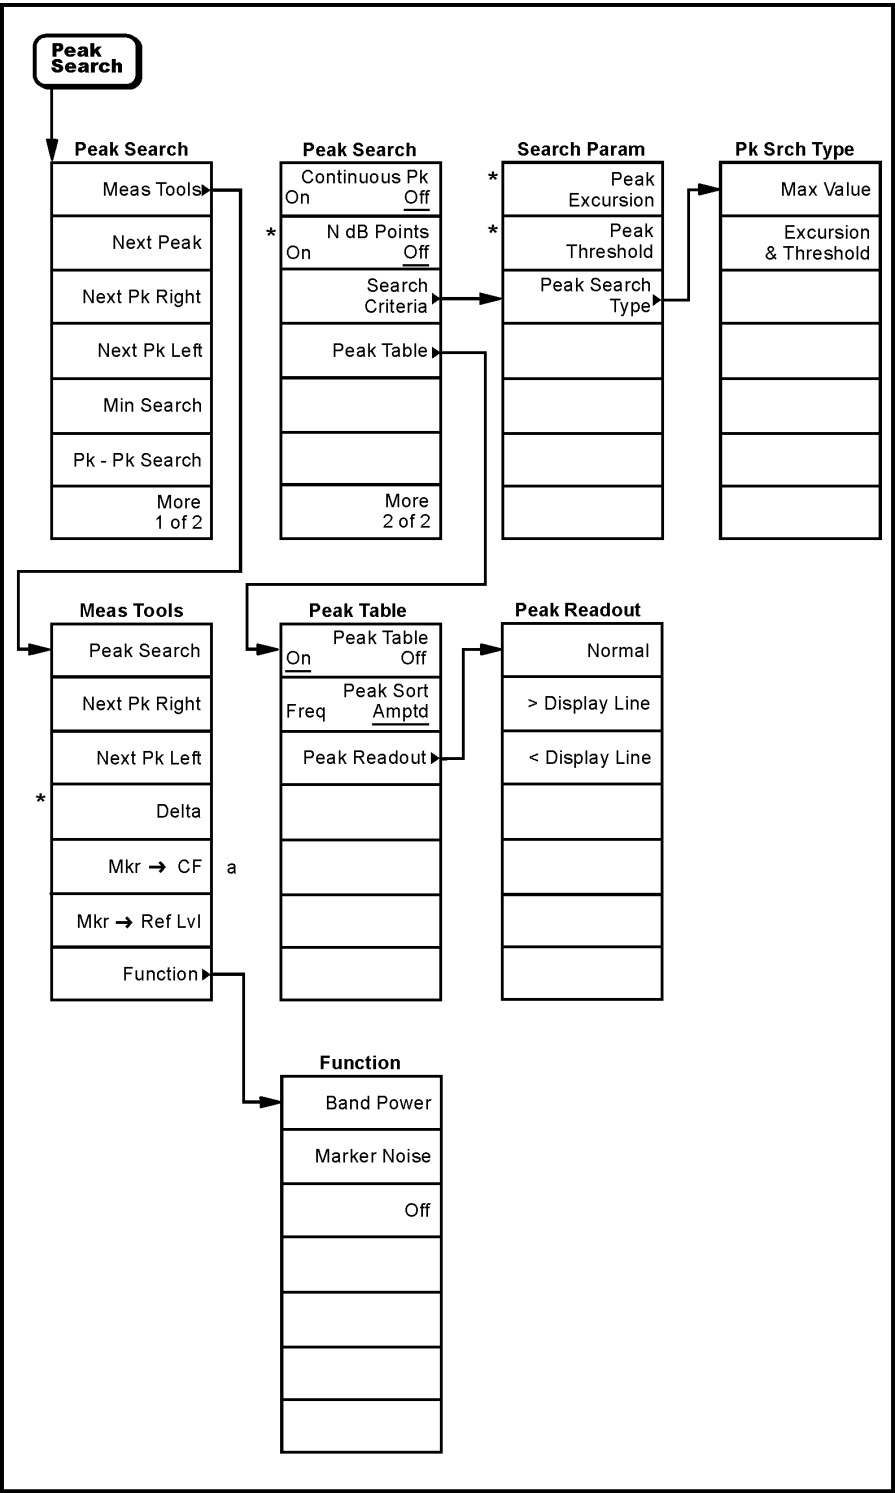 Peak
Search
Peak Search
Meas Tools
Next Peak
Next Pk Right
Next Pk Left
Min Search
Pk - Pk Search
More
1 of 2
Peak Search
Continuous Pk
On Off
* N dB Points
On Off
Search
Criteria
Peak Table
More
2 of 2
Search Param
* Peak
Excursion
* Peak
Threshold
Peak Search
Type
Pk Srch Type
Max Value
Excursion
& Threshold
Meas Tools
Peak Search
Next Pk Right
Next Pk Left
* Delta
Mkr → CF a
Mkr → Ref Lvl
Function
Peak Table
Peak Table
On Off
Peak Sort
Freq Amptd
Peak Readout
Peak Readout
Normal
> Display Line
< Display Line
Function
Band Power
Marker Noise
Off